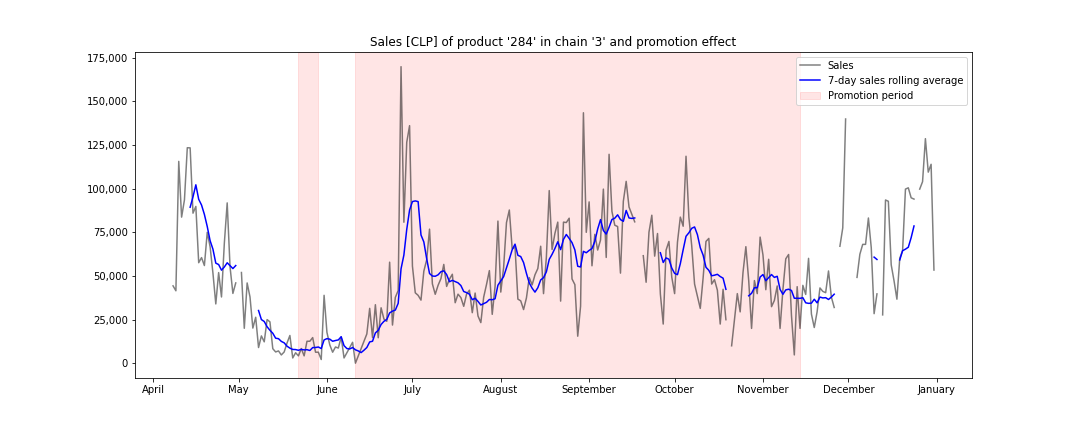 Sales [CLP] of product '284' in chain '3' and promotion effect
175,000
150,000
125,000
100,000
75,000
50,000
25,000
0
Sales
7-day sales rolling average
Promotion period
April May June July August September October November December January